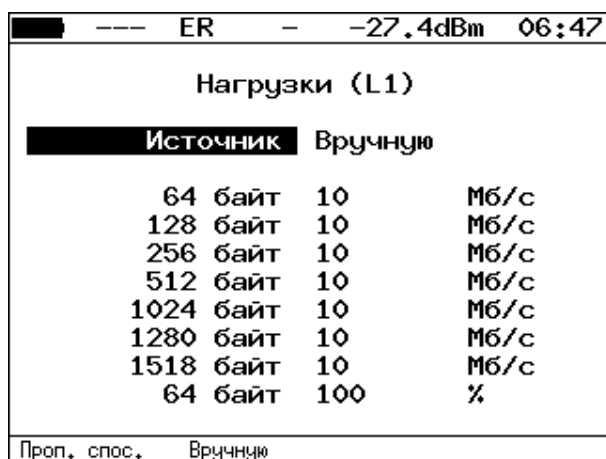 --- ER - -27.4dBm 06:47
Нагрузки (L1)
Источник Вручную
64 байт 10 Мб/с
128 байт 10 Мб/с
256 байт 10 Мб/с
512 байт 10 Мб/с
1024 байт 10 Мб/с
1280 байт 10 Мб/с
1518 байт 10 Мб/с
64 байт 100 %
Проп. спос. Вручную